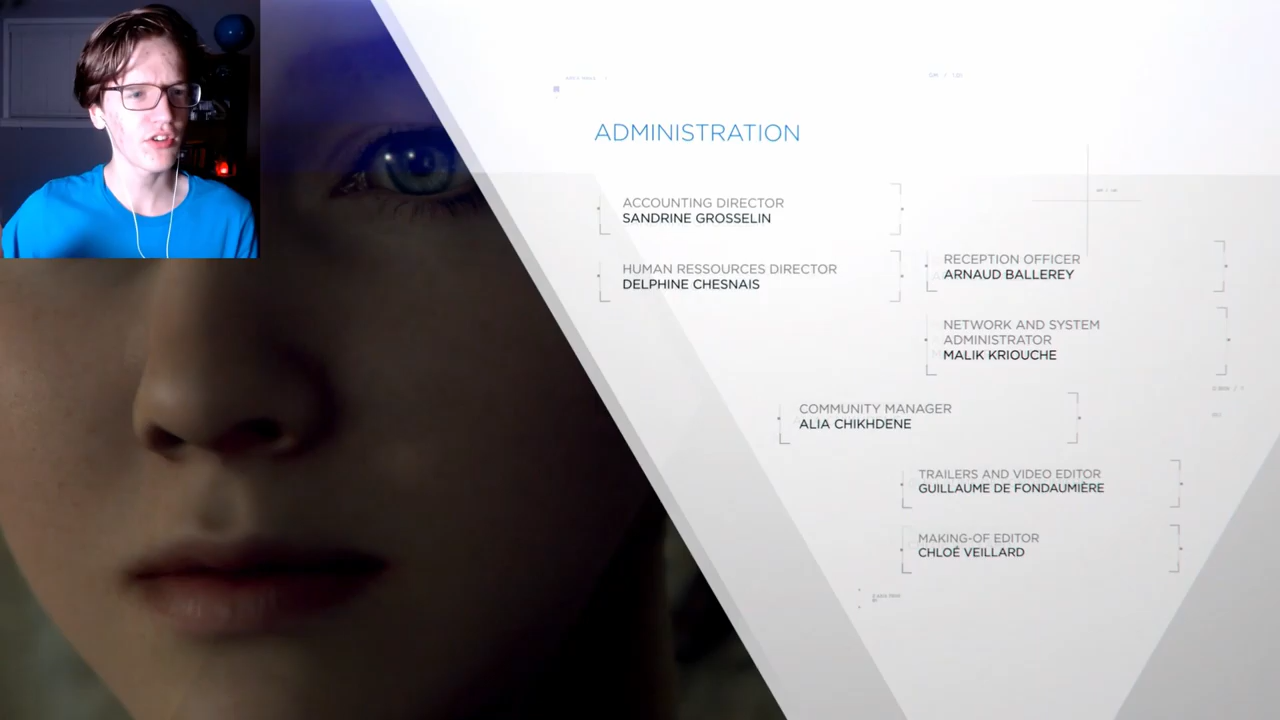 ADMINISTRATION
ACCOUNTING DIRECTOR
SANDRINE GROSSELIN
HUMAN RESSOURCES DIRECTOR
DELPHINE CHESNAIS
RECEPTION OFFICER
ARNAUD BALLEREY
NETWORK AND SYSTEM
ADMINISTRATOR
MALIK KRIOUCHE
COMMUNITY MANAGER
ALIA CHIKHDENE
TRAILERS AND VIDEO EDITOR
GUILLAUME DE FONDAUMIÈRE
MAKING-OF EDITOR
CHLOÉ VEILLARD